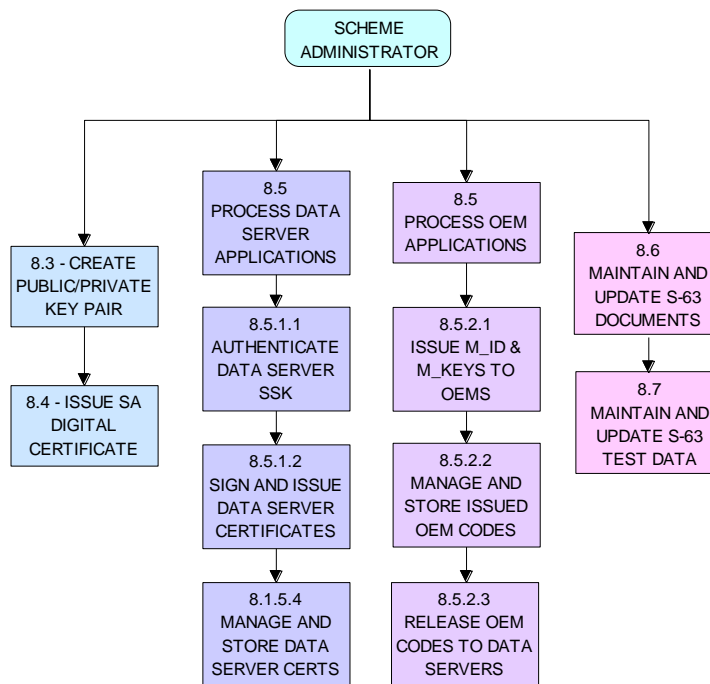 SCHEME
ADMINISTRATOR
8.3 - CREATE
PUBLIC/PRIVATE
KEY PAIR
8.4 - ISSUE SA
DIGITAL
CERTIFICATE
8.5
PROCESS DATA
SERVER
APPLICATIONS
8.5.1.1
AUTHENTICATE
DATA SERVER
SSK
8.5.1.2
SIGN AND ISSUE
DATA SERVER
CERTIFICATES
8.1.5.4
MANAGE AND
STORE DATA
SERVER CERTS
8.5
PROCESS OEM
APPLICATIONS
8.5.2.1
ISSUE M_ID &
M_KEYS TO
OEMS
8.5.2.2
MANAGE AND
STORE ISSUED
OEM CODES
8.5.2.3
RELEASE OEM
CODES TO DATA
SERVERS
8.6
MAINTAIN AND
UPDATE S-63
DOCUMENTS
8.7
MAINTAIN AND
UPDATE S-63
TEST DATA